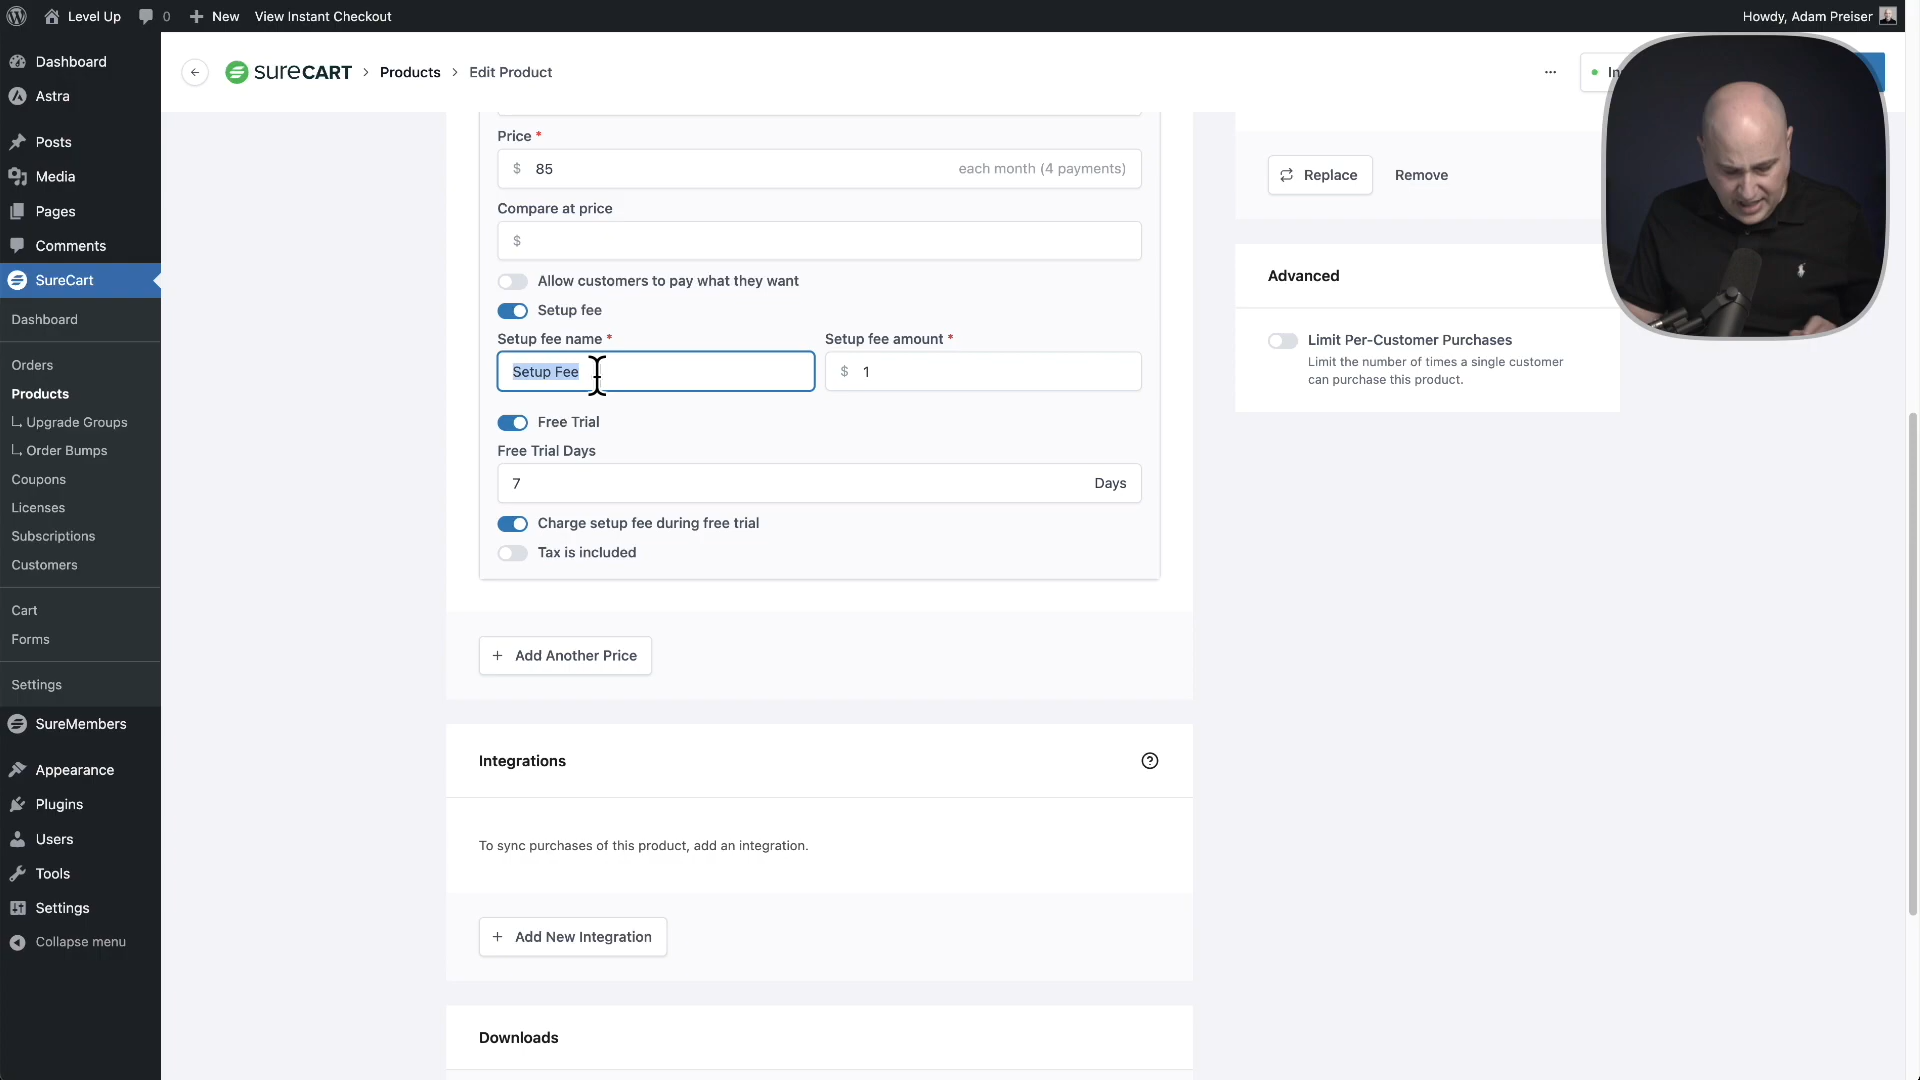 Level Up
0
New
View Instant Checkout
Howdy, Adam Preiser
Dashboard
Astra
Posts
Media
Pages
Comments
SureCart
Dashboard
Orders
Products
Upgrade Groups
Order Bumps
Coupons
Licenses
Subscriptions
Customers
Cart
Forms
Settings
SureMembers
Appearance
Plugins
Users
Tools
Settings
Collapse menu
SURECART > Products > Edit Product
Price *
$ 85 each month (4 payments)
Compare at price
$
Allow customers to pay what they want
Setup fee
Setup fee name * Setup fee amount *
Setup Fee $ 1
Free Trial
Free Trial Days
7 Days
Charge setup fee during free trial
Tax is included
+ Add Another Price
Integrations
To sync purchases of this product, add an integration.
+ Add New Integration
Downloads
Replace Remove
Advanced
Limit Per-Customer Purchases
Limit the number of times a single customer
can purchase this product.